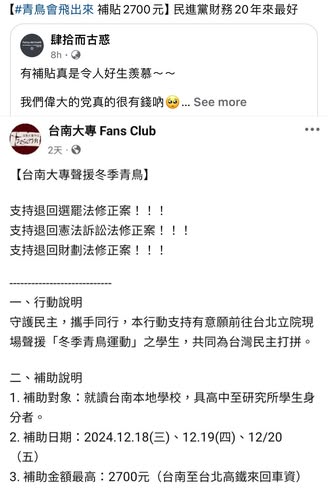 【#青鳥會飛出來 補貼2700元】民進黨財務20年來最好
肆拾而古惑
8h ·
有補貼真是令人好生羨慕～～
我們偉大的党真的很有錢吶🥺... See more
台南大專 Fans Club
2天 ·
【台南大專聲援冬季青鳥】
支持退回選罷法修正案！！！
支持退回憲法訴訟法修正案！！！
支持退回財劃法修正案！！！
----------------------------
一、行動說明
守護民主，攜手同行，本行動支持有意願前往台北立院現
場聲援「冬季青鳥運動」之學生，共同為台灣民主打拼。
二、補助說明
1. 補助對象：就讀台南本地學校，具高中至研究所學生身
分者。
2. 補助日期：2024.12.18(三)、12.19(四)、12/20
（五）
3. 補助金額最高：2700元（台南至台北高鐵來回車資）